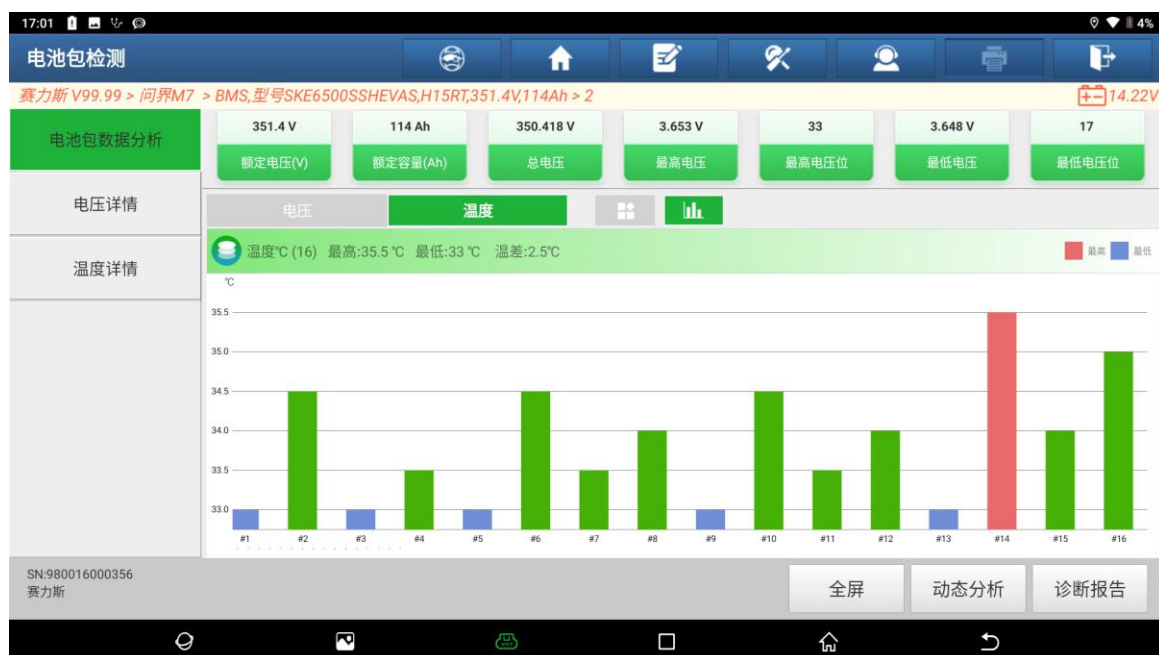 17:01
4%
电池包检测
赛力斯 V99.99 > 问界M7 > BMS,型号SKE6500SSHEVAS,H15RT,351.4V,114Ah > 2
14.22V
电池包数据分析
电压详情
温度详情
351.4 V
114 Ah
350.418 V
3.653 V
33
3.648 V
17
额定电压(V)
额定容量(Ah)
总电压
最高电压
最高电压位
最低电压
最低电压位
电压
温度
温度℃ (16) 最高:35.5 ℃ 最低:33 ℃ 温差:2.5℃
最高
最低
℃
35.5
35.0
34.5
34.0
33.5
33.0
#1 #2 #3 #4 #5 #6 #7 #8 #9 #10 #11 #12 #13 #14 #15 #16
SN:980016000356
赛力斯
全屏
动态分析
诊断报告